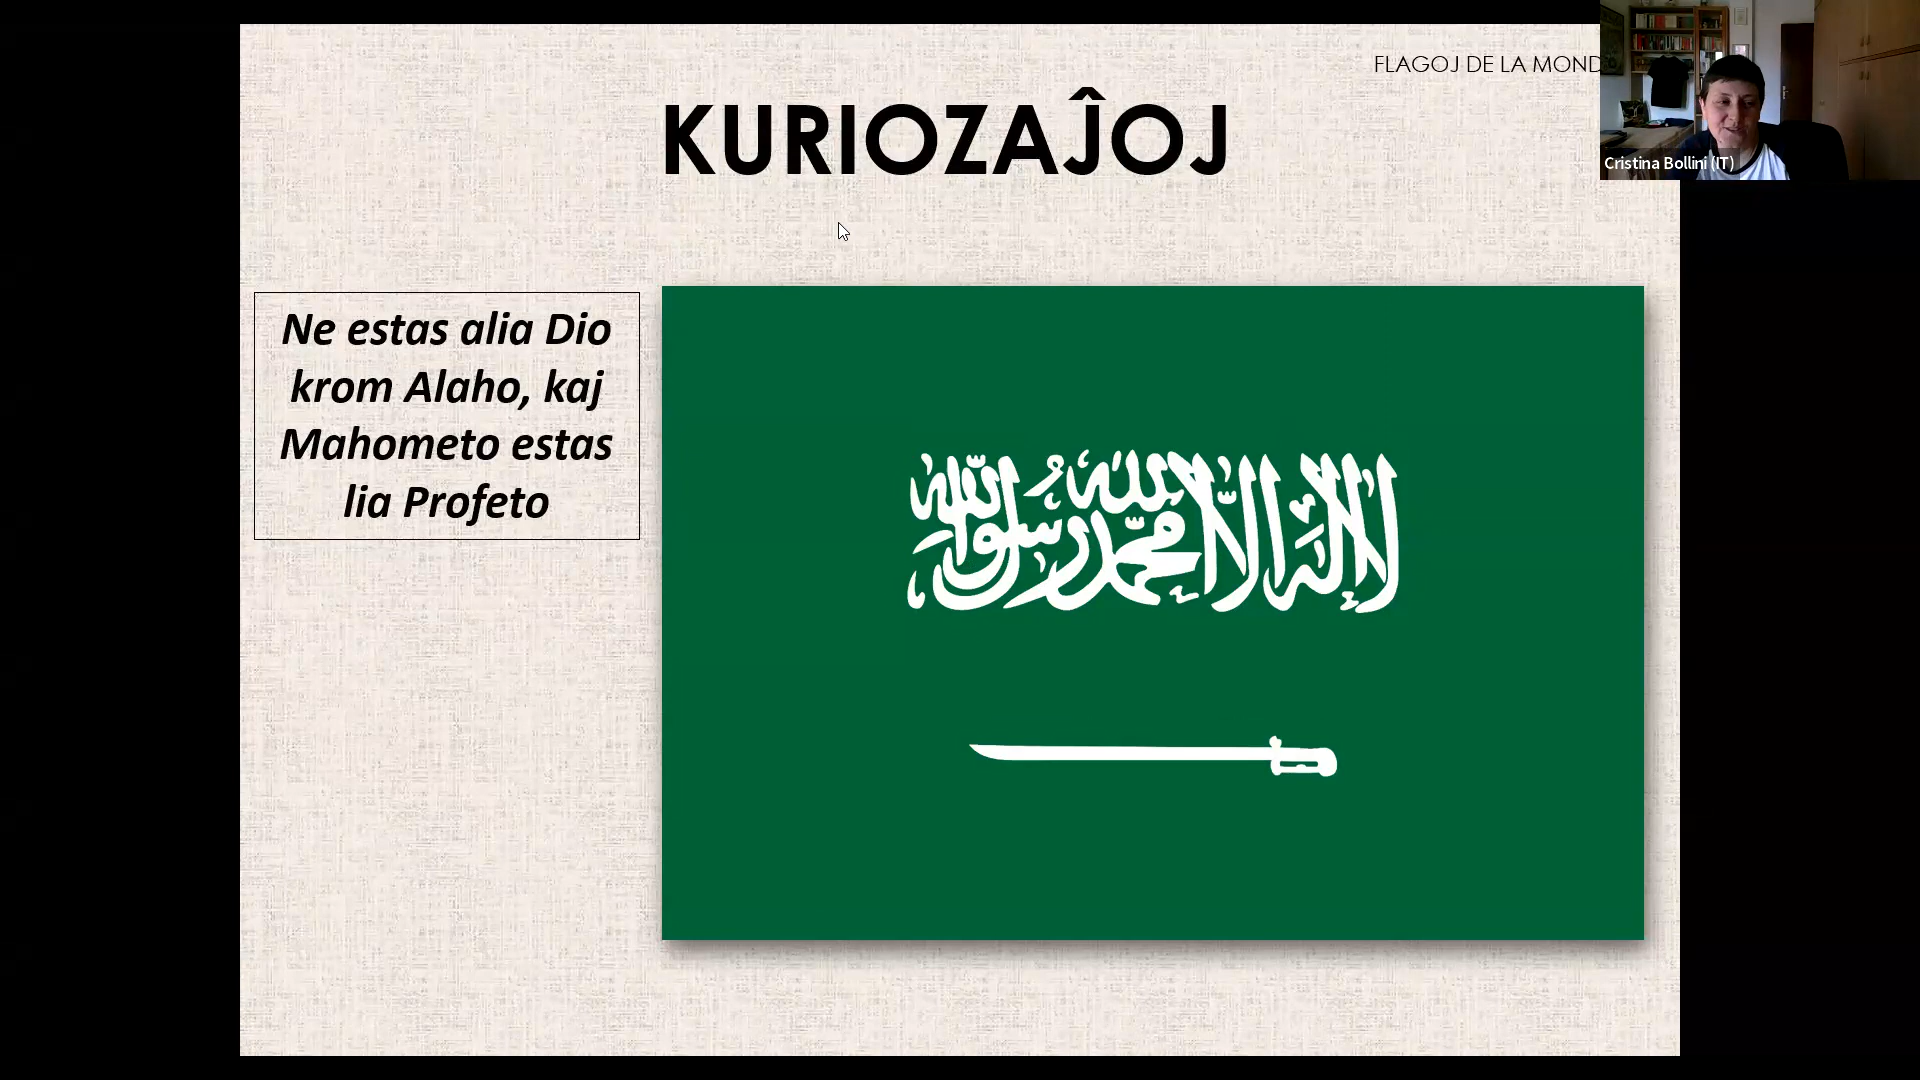 FLAGOJ DE LA MOND
KURIOZAĴOJ
Cristina Bollini (IT)
Ne estas alia Dio
krom Alaho, kaj
Mahometo estas
lia Profeto
لا إله إلا الله محمد رسول الله